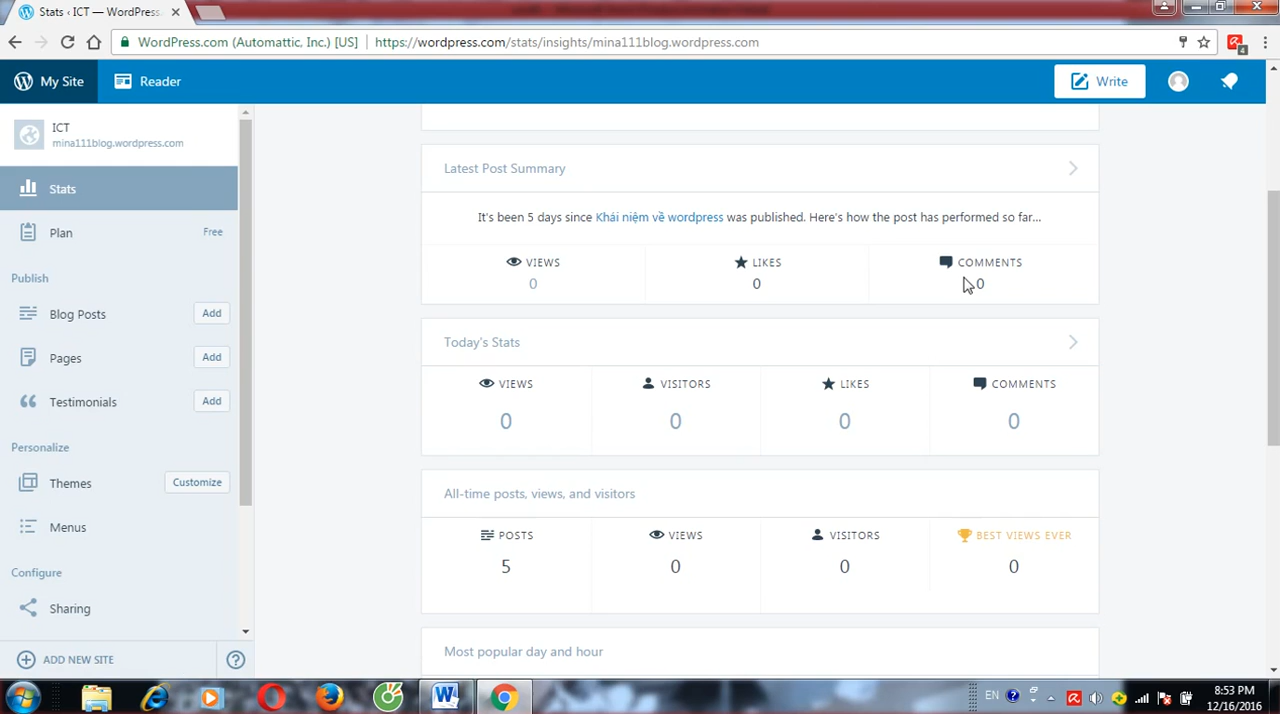 Stats ‹ ICT — WordPress.
WordPress.com (Automattic, Inc.) [US]
https://wordpress.com/stats/insights/mina111blog.wordpress.com
4
My Site
Reader
Write
ICT
mina111blog.wordpress.com
Stats
Plan
Free
Publish
Blog Posts
Add
Pages
Add
Testimonials
Add
Personalize
Themes
Customize
Menus
Configure
Sharing
ADD NEW SITE
Latest Post Summary
It's been 5 days since Khái niệm về wordpress was published. Here's how the post has performed so far...
VIEWS
0
LIKES
0
COMMENTS
0
Today's Stats
VIEWS
0
VISITORS
0
LIKES
0
COMMENTS
0
All-time posts, views, and visitors
POSTS
5
VIEWS
0
VISITORS
0
BEST VIEWS EVER
0
Most popular day and hour
EN
8:53 PM
12/16/2016